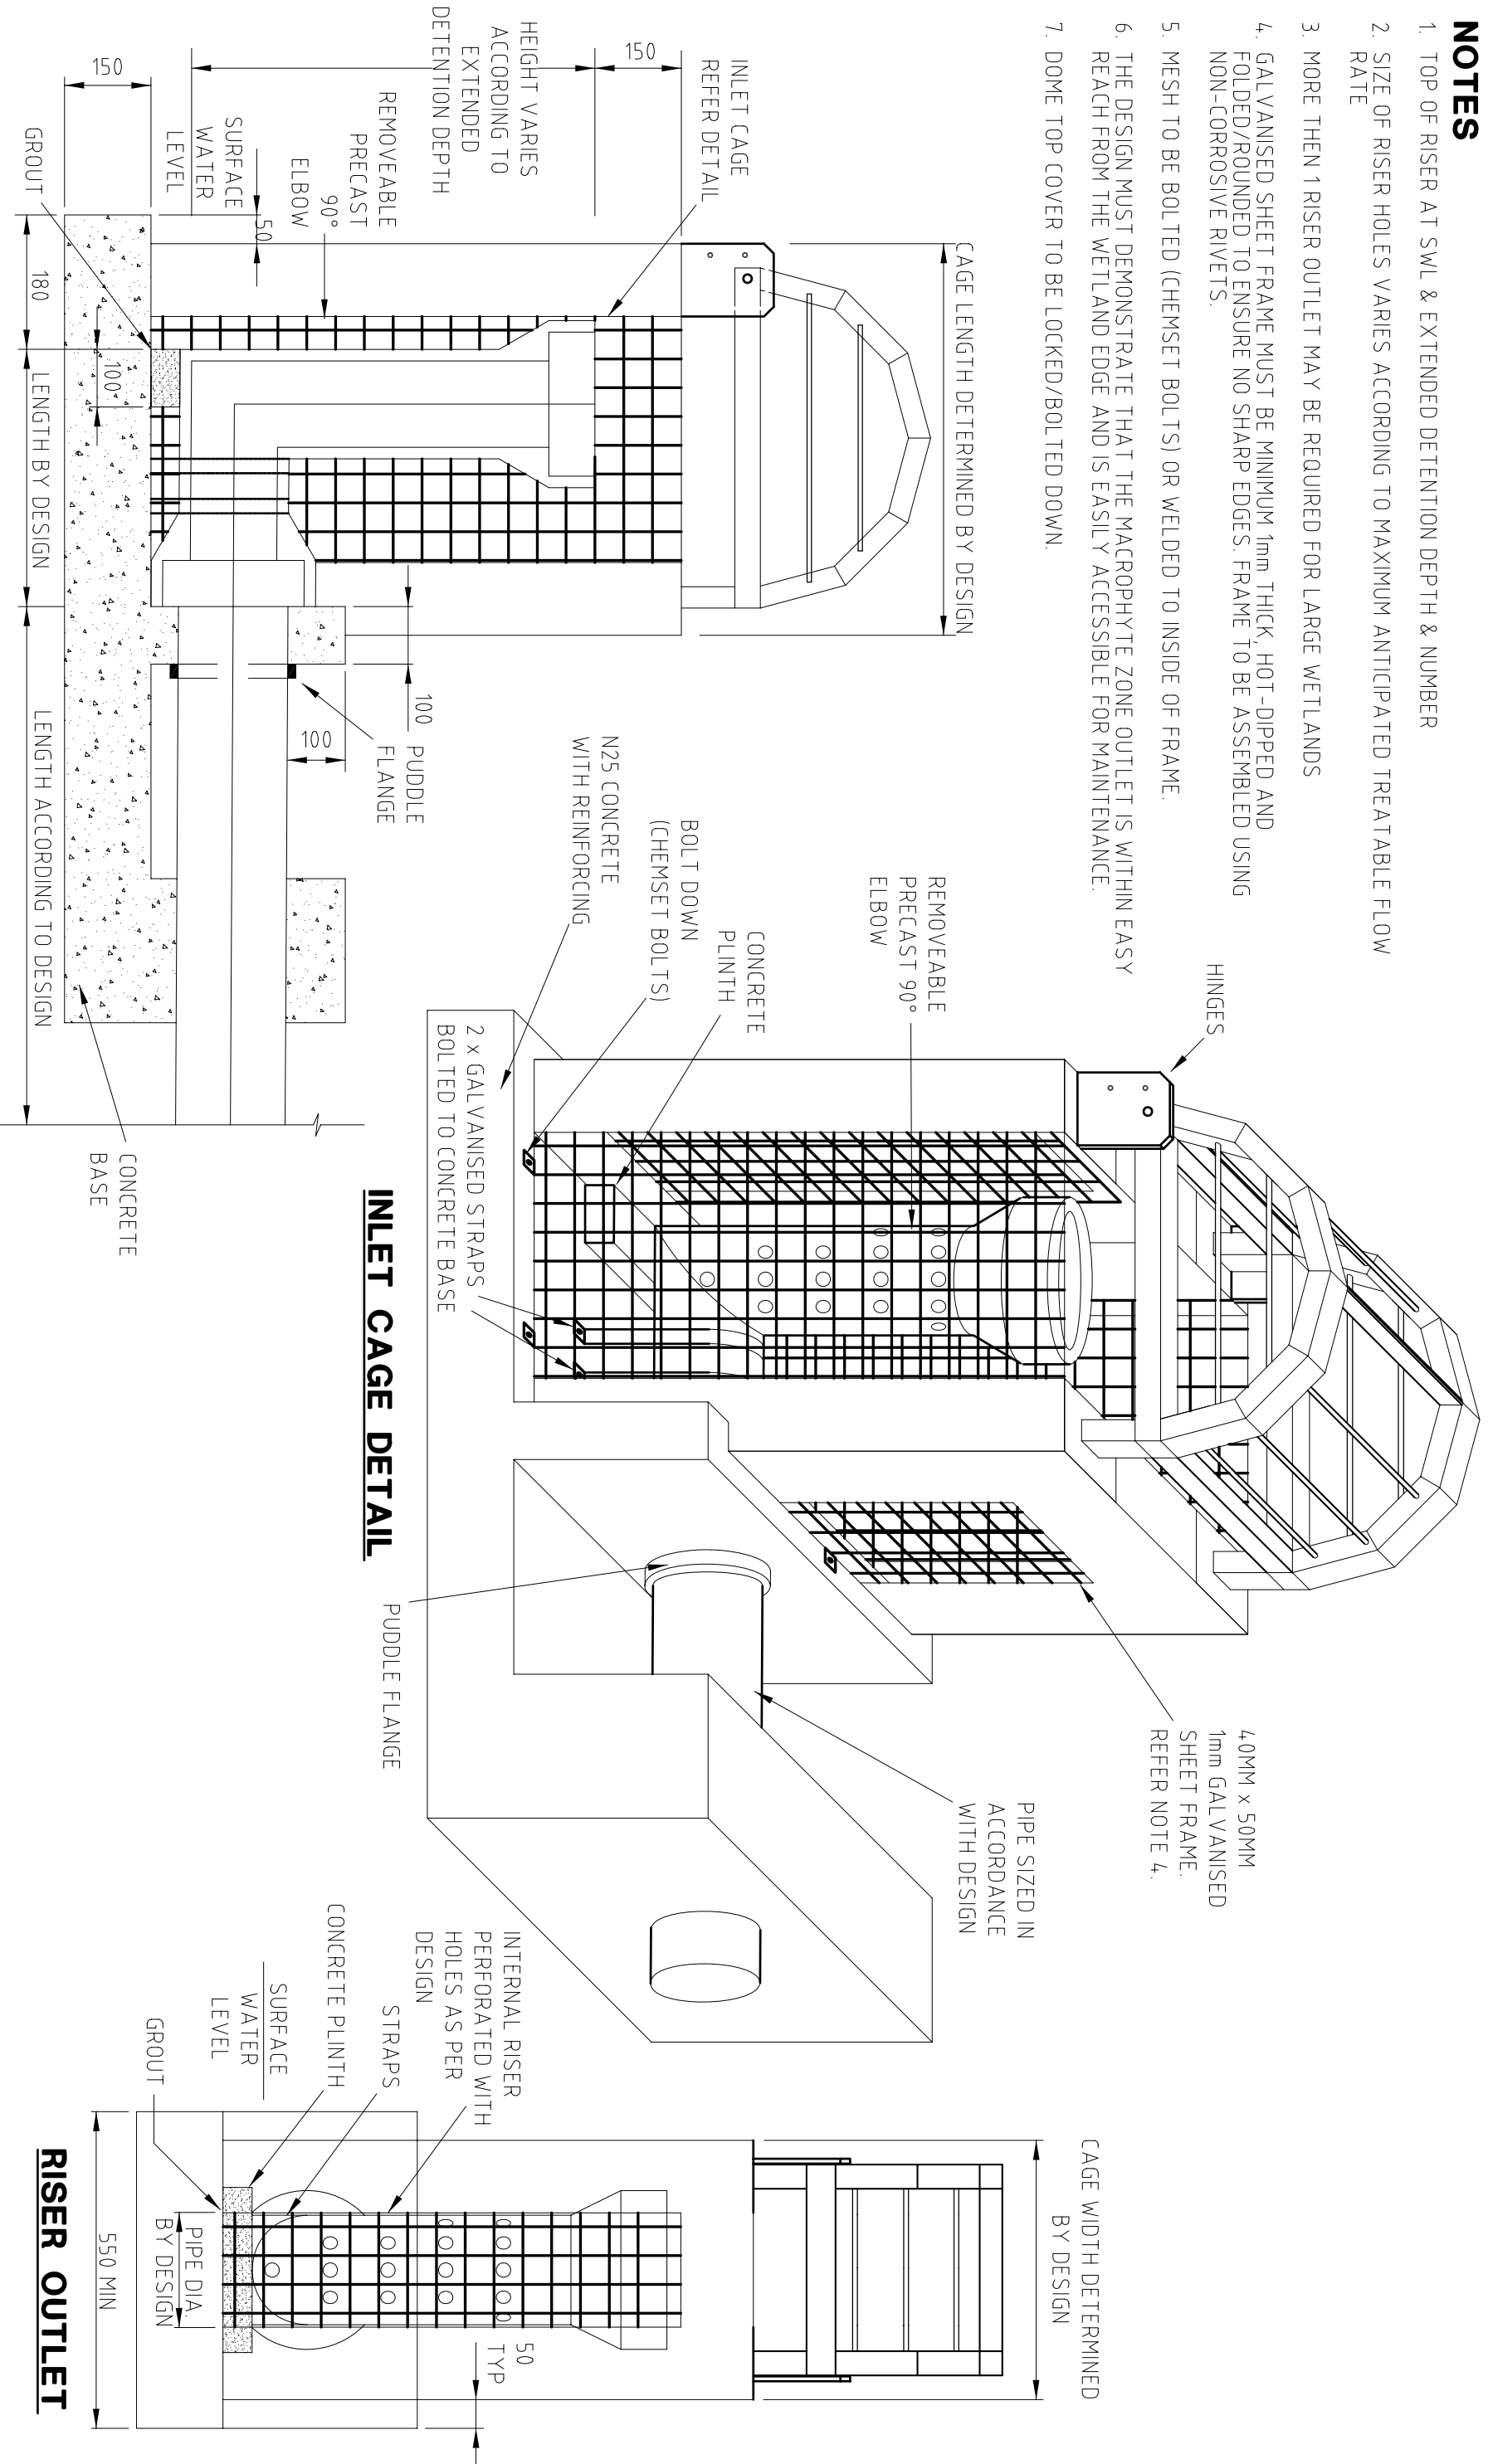 NOTES
1. TOP OF RISER AT SWL & EXTENDED DETENTION DEPTH & NUMBER
2. SIZE OF RISER HOLES VARIES ACCORDING TO MAXIMUM ANTICIPATED TREATABLE FLOW
RATE
3. MORE THEN 1 RISER OUTLET MAY BE REQUIRED FOR LARGE WETLANDS
4. GALVANISED SHEET FRAME MUST BE MINIMUM 1mm THICK, HOT-DIPPED AND
FOLDED/ROUNDED TO ENSURE NO SHARP EDGES. FRAME TO BE ASSEMBLED USING
NON-CORROSIVE RIVETS.
5. MESH TO BE BOLTED (CHEMSET BOLTS) OR WELDED TO INSIDE OF FRAME.
6. THE DESIGN MUST DEMONSTRATE THAT THE MACROPHYTE ZONE OUTLET IS WITHIN EASY
REACH FROM THE WETLAND EDGE AND IS EASILY ACCESSIBLE FOR MAINTENANCE.
7. DOME TOP COVER TO BE LOCKED/BOLTED DOWN.
CAGE LENGTH DETERMINED BY DESIGN
150
INLET CAGE
REFER DETAIL
HEIGHT VARIES
ACCORDING TO
EXTENDED
DETENTION DEPTH
REMOVEABLE
PRECAST
90°
ELBOW
50
SURFACE
WATER
LEVEL
150
GROUT
180
100
LENGTH BY DESIGN
100
PUDDLE
FLANGE
100
LENGTH ACCORDING TO DESIGN
CONCRETE
BASE
HINGES
40MM x 50MM
1mm GALVANISED
SHEET FRAME.
REFER NOTE 4.
REMOVEABLE
PRECAST 90°
ELBOW
CONCRETE
PLINTH
BOLT DOWN
(CHEMSET BOLTS)
N25 CONCRETE
WITH REINFORCING
2 x GALVANISED STRAPS
BOLTED TO CONCRETE BASE
PIPE SIZED IN
ACCORDANCE
WITH DESIGN
PUDDLE FLANGE
INLET CAGE DETAIL
CAGE WIDTH DETERMINED
BY DESIGN
INTERNAL RISER
PERFORATED WITH
HOLES AS PER
DESIGN
STRAPS
CONCRETE PLINTH
SURFACE
WATER
LEVEL
GROUT
50
TYP
PIPE DIA.
BY DESIGN
550 MIN
RISER OUTLET